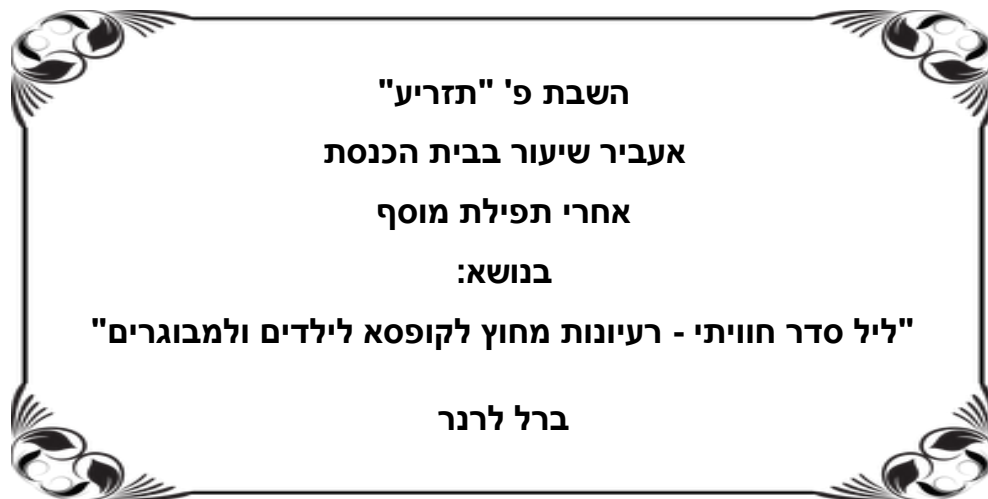 השבת פ' "תזריע"
אעביר שיעור בבית הכנסת
אחרי תפילת מוסף
בנושא:
"ליל סדר חוויתי - רעיונות מחוץ לקופסא לילדים ולמבוגרים"
ברל לרנר